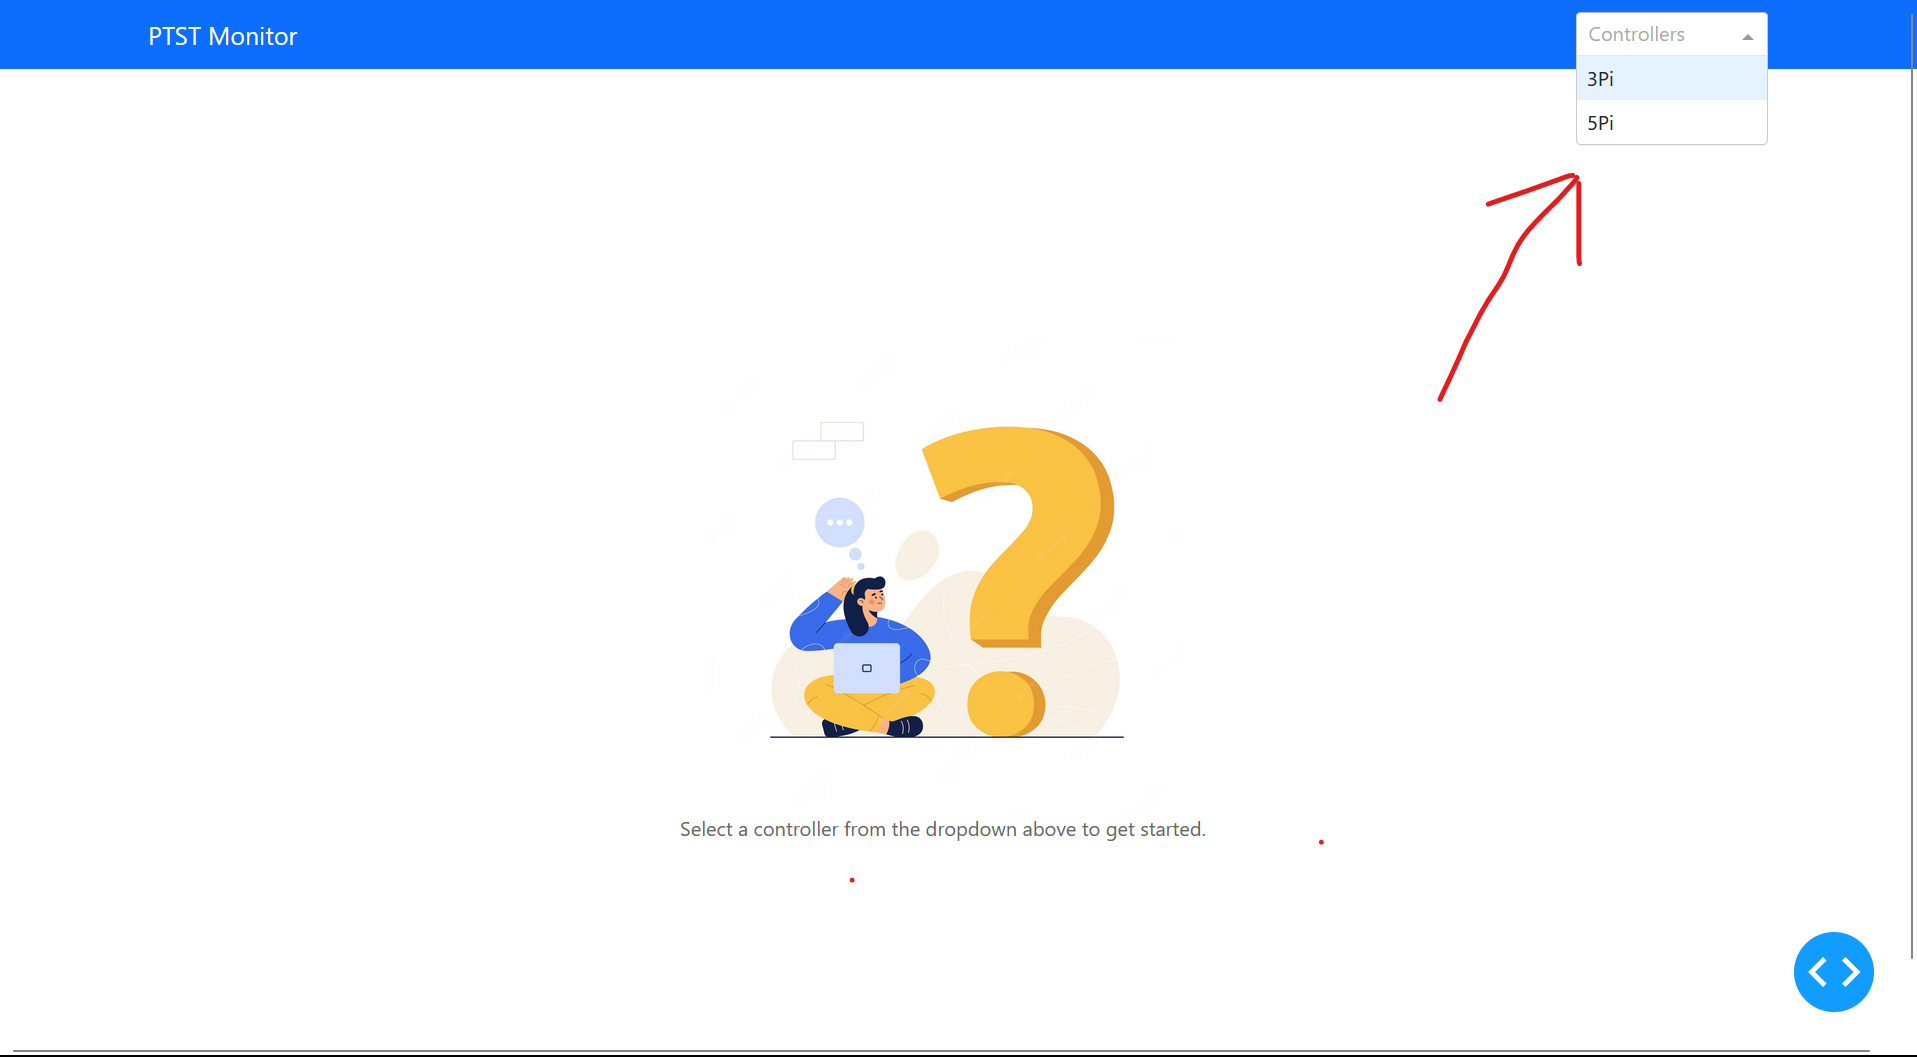 PTST Monitor
Controllers
3Pi
5Pi
Select a controller from the dropdown above to get started.